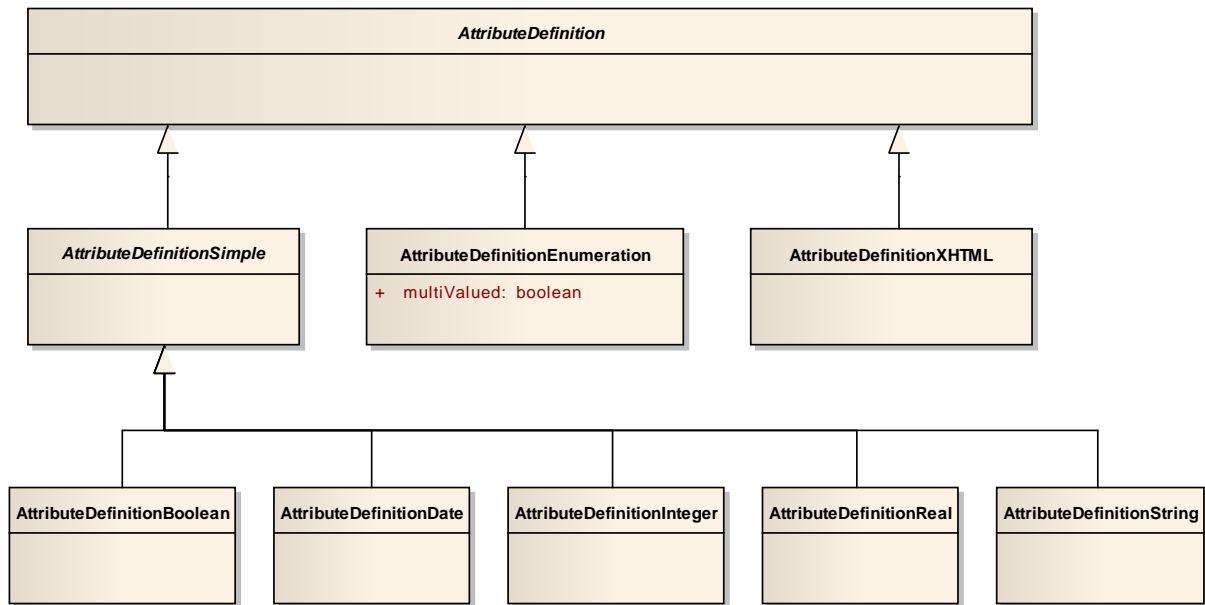 AttributeDefinition
AttributeDefinitionSimple
AttributeDefinitionEnumeration
+ multiValued: boolean
AttributeDefinitionXHTML
AttributeDefinitionBoolean
AttributeDefinitionDate
AttributeDefinitionInteger
AttributeDefinitionReal
AttributeDefinitionString